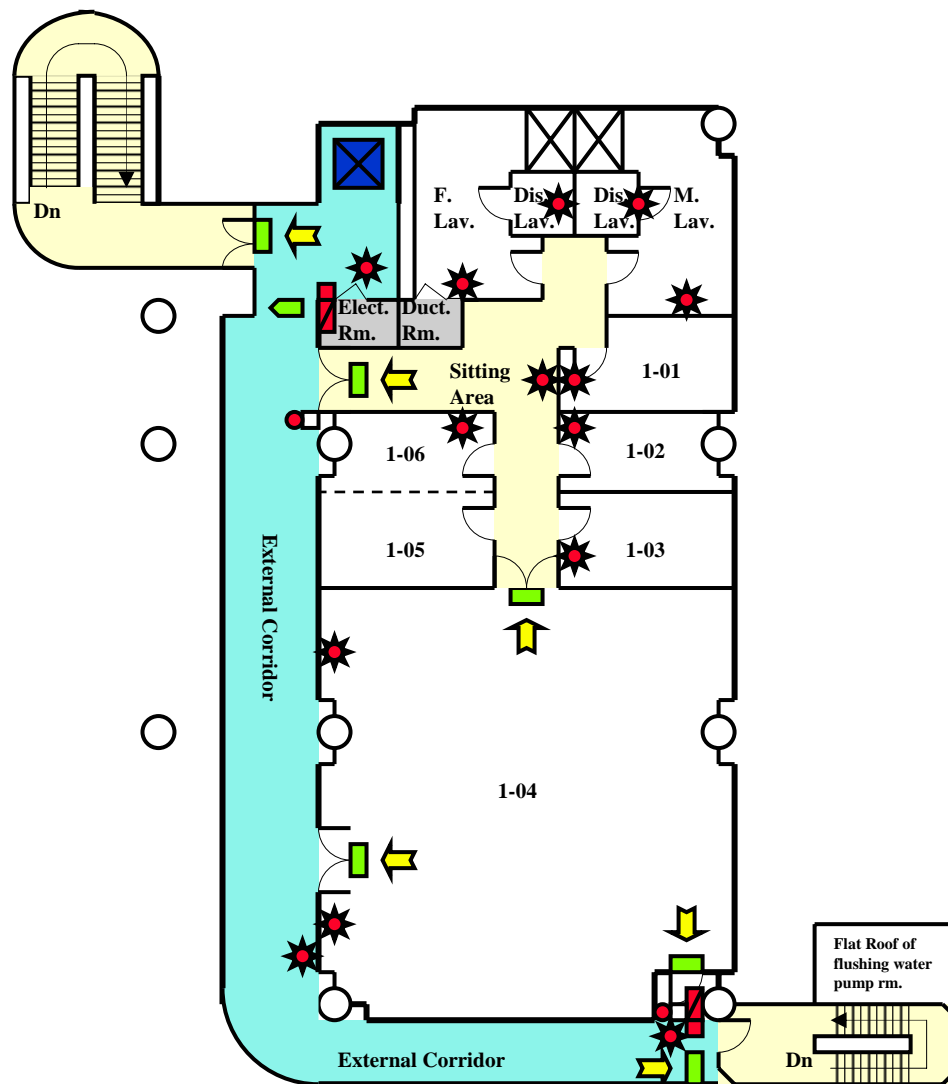 Dn
F.
Lav.
Dis.
Lav.
Dis.
Lav.
M.
Lav.
Elect.
Rm.
Duct.
Rm.
Sitting
Area
1-01
1-06
1-02
1-05
1-03
External Corridor
1-04
Flat Roof of
flushing water
pump rm.
External Corridor
Dn